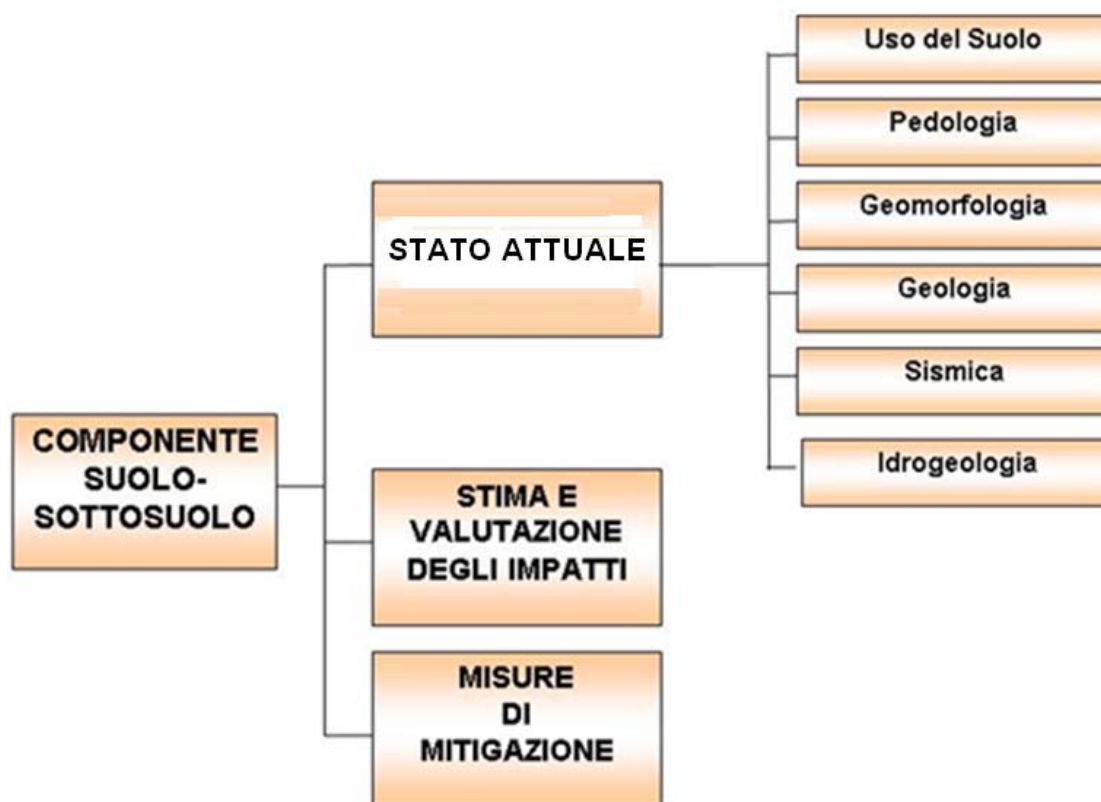 COMPONENTE
SUOLO-
SOTTOSUOLO
STATO ATTUALE
Uso del Suolo
Pedologia
Geomorfologia
Geologia
Sismica
Idrogeologia
STIMA E
VALUTAZIONE
DEGLI IMPATTI
MISURE
DI
MITIGAZIONE